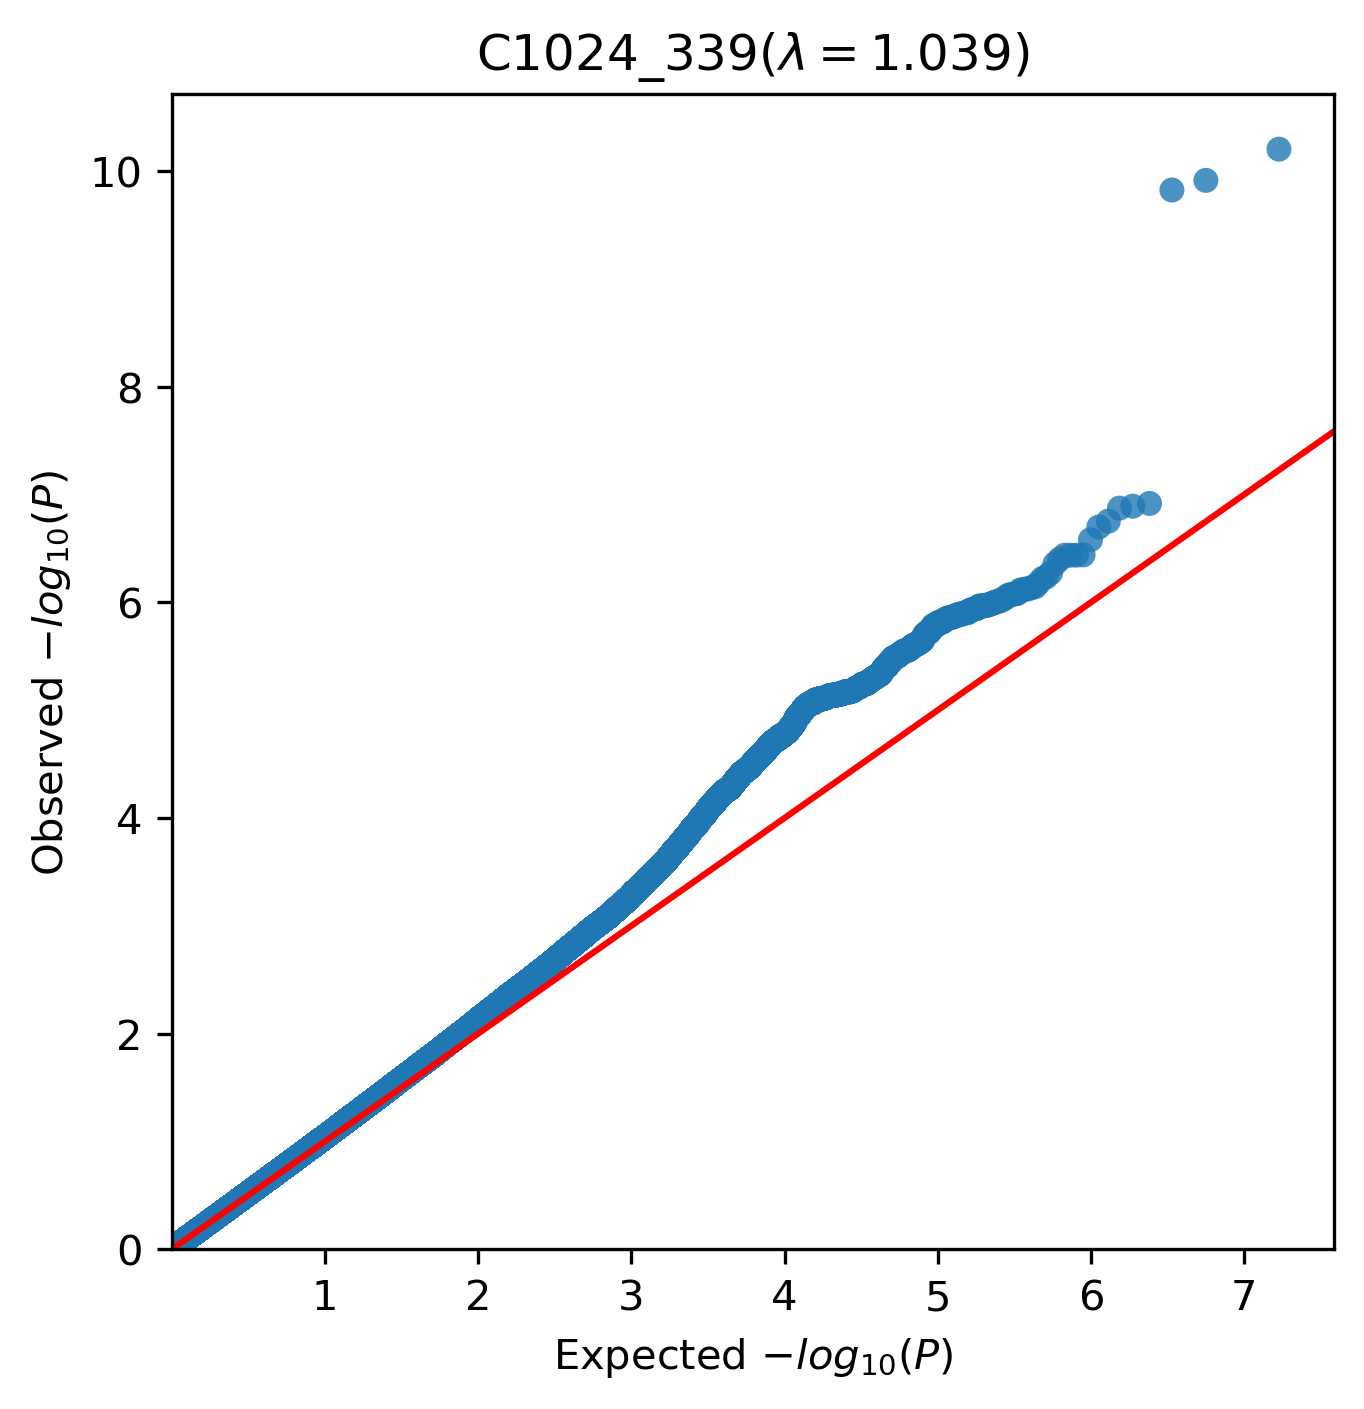 C1024_339(λ = 1.039)
10
8
6
4
2
0
Observed −log₁₀(P)
1 2 3 4 5 6 7
Expected −log₁₀(P)